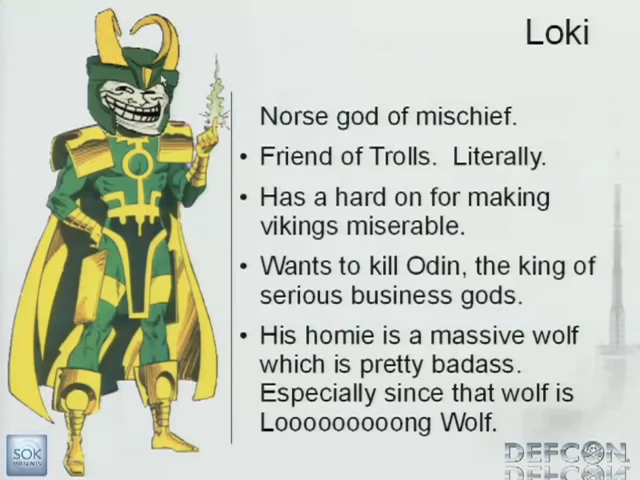 Loki
Norse god of mischief.
• Friend of Trolls. Literally.
• Has a hard on for making
vikings miserable.
• Wants to kill Odin, the king of
serious business gods.
• His homie is a massive wolf
which is pretty badass.
Especially since that wolf is
Looooooooong Wolf.
SOK
PRESENTS
DEFCON